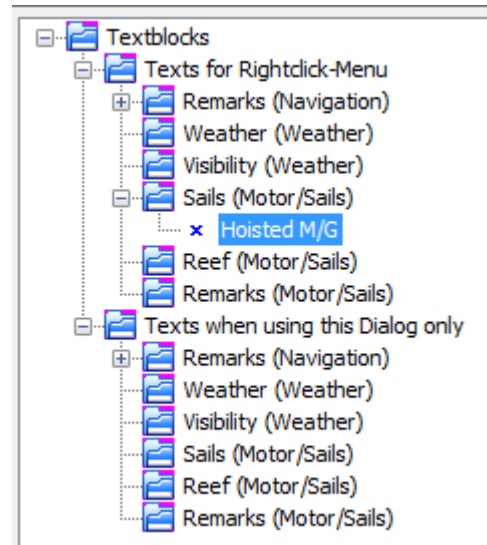 Textblocks
Texts for Rightclick-Menu
Remarks (Navigation)
Weather (Weather)
Visibility (Weather)
Sails (Motor/Sails)
Hoisted M/G
Reef (Motor/Sails)
Remarks (Motor/Sails)
Texts when using this Dialog only
Remarks (Navigation)
Weather (Weather)
Visibility (Weather)
Sails (Motor/Sails)
Reef (Motor/Sails)
Remarks (Motor/Sails)